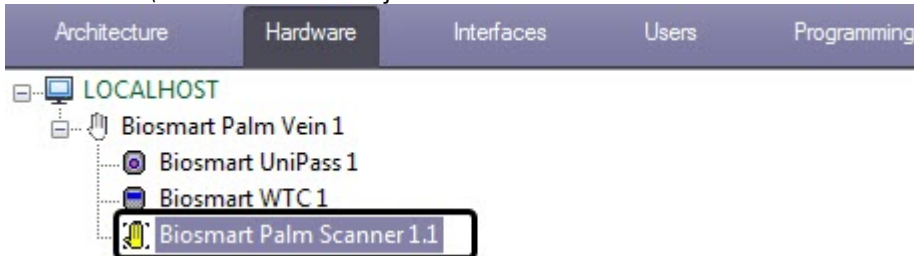 Architecture Hardware Interfaces Users Programming
LOCALHOST
Biosmart Palm Vein 1
Biosmart UniPass 1
Biosmart WTC 1
Biosmart Palm Scanner 1.1